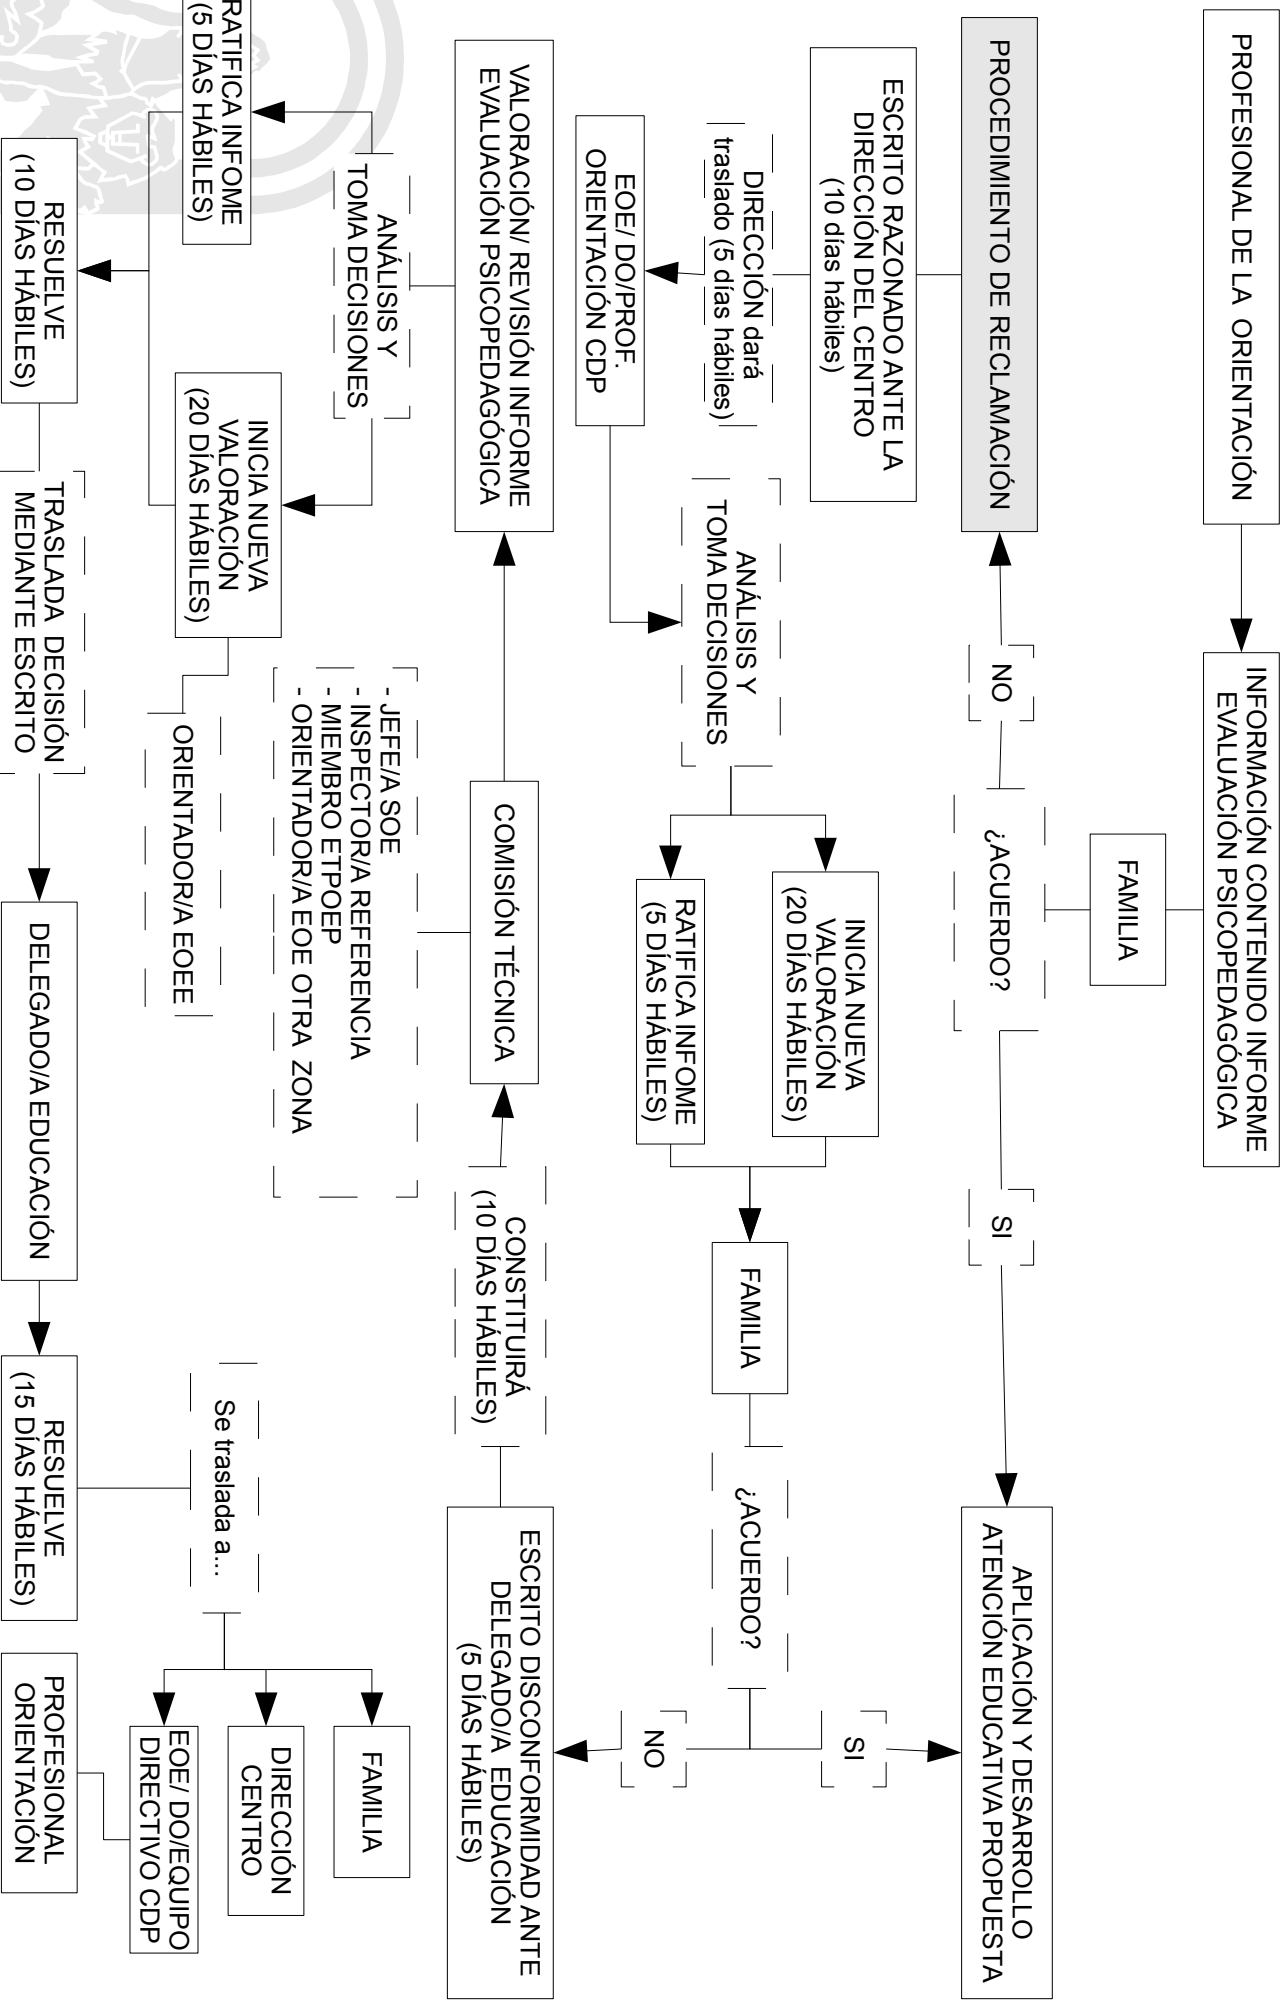 PROFESIONAL DE LA ORIENTACIÓN
INFORMACIÓN CONTENIDO INFORME
EVALUACIÓN PSICOPEDAGÓGICA
FAMILIA
¿ACUERDO?
NO
SI
PROCEDIMIENTO DE RECLAMACIÓN
APLICACIÓN Y DESARROLLO
ATENCIÓN EDUCATIVA PROPUESTA
ESCRITO RAZONADO ANTE LA
DIRECCIÓN DEL CENTRO
(10 días hábiles)
DIRECCIÓN dará
traslado (5 días hábiles)
EOE/ DO/PROF.
ORIENTACIÓN CDP
ANÁLISIS Y
TOMA DECISIONES
INICIA NUEVA
VALORACIÓN
(20 DÍAS HÁBILES)
RATIFICA INFOME
(5 DÍAS HÁBILES)
FAMILIA
¿ACUERDO?
SI
NO
ESCRITO DISCONFORMIDAD ANTE
DELEGADO/A EDUCACIÓN
(5 DÍAS HÁBILES)
CONSTITUIRÁ
(10 DÍAS HÁBILES)
COMISIÓN TÉCNICA
- JEFE/A SOE
- INSPECTOR/A REFERENCIA
- MIEMBRO ETPOEP
- ORIENTADOR/A EOE OTRA ZONA
VALORACIÓN/ REVISIÓN INFORME
EVALUACIÓN PSICOPEDAGÓGICA
ANÁLISIS Y
TOMA DECISIONES
RATIFICA INFOME
(5 DÍAS HÁBILES)
INICIA NUEVA
VALORACIÓN
(20 DÍAS HÁBILES)
ORIENTADOR/A EOEE
RESUELVE
(10 DÍAS HÁBILES)
TRASLADA DECISIÓN
MEDIANTE ESCRITO
DELEGADO/A EDUCACIÓN
RESUELVE
(15 DÍAS HÁBILES)
Se traslada a...
FAMILIA
DIRECCIÓN
CENTRO
EOE/ DO/EQUIPO
DIRECTIVO CDP
PROFESIONAL
ORIENTACIÓN